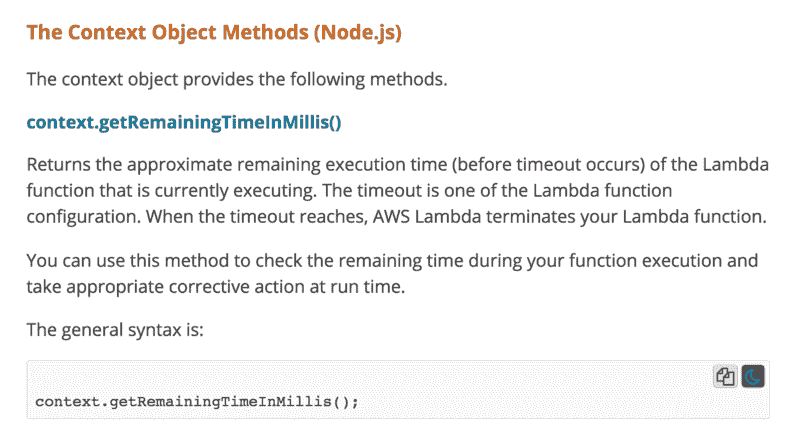 The Context Object Methods (Node.js)
The context object provides the following methods.
context.getRemainingTimeInMillis()
Returns the approximate remaining execution time (before timeout occurs) of the Lambda
function that is currently executing. The timeout is one of the Lambda function
configuration. When the timeout reaches, AWS Lambda terminates your Lambda function.
You can use this method to check the remaining time during your function execution and
take appropriate corrective action at run time.
The general syntax is:
context.getRemainingTimeInMillis();